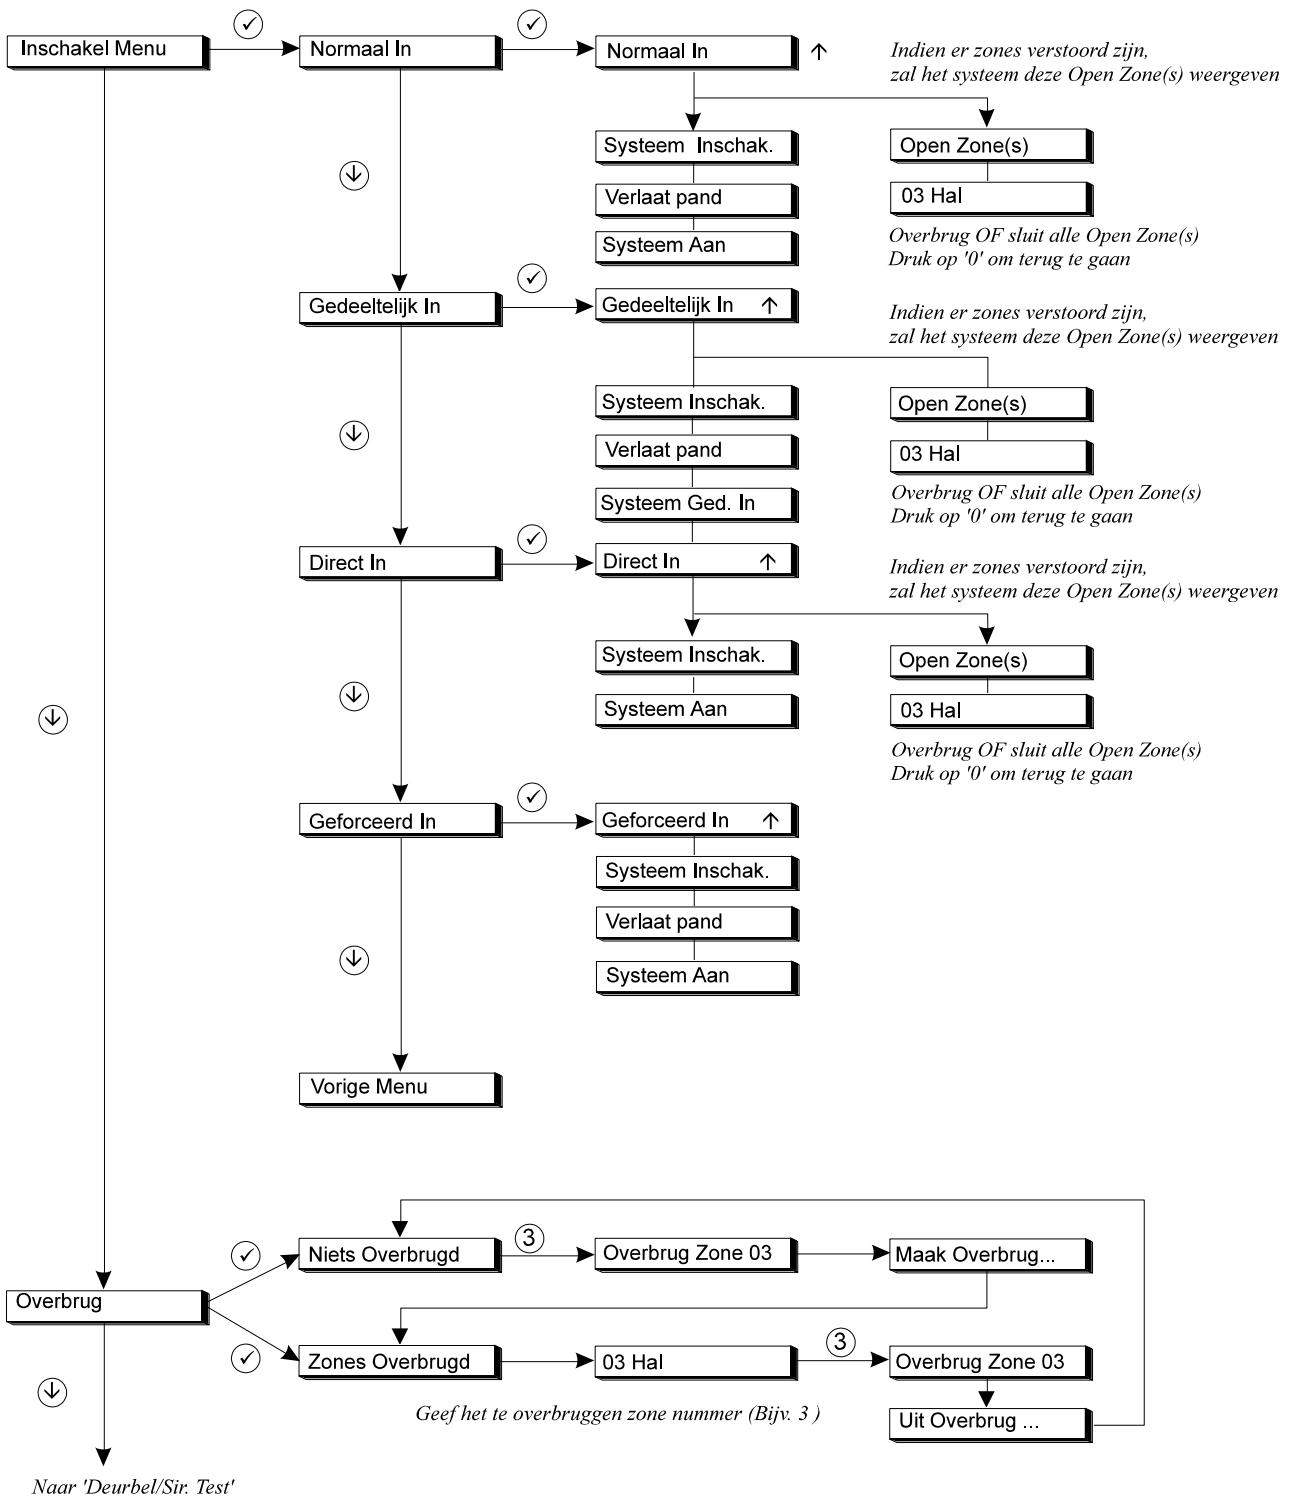 Inschakel Menu
Normaal In
Normaal In ↑
Indien er zones verstoord zijn,
zal het systeem deze Open Zone(s) weergeven
Systeem Inschak.
Open Zone(s)
Verlaat pand
03 Hal
Systeem Aan
Overbrug OF sluit alle Open Zone(s)
Druk op '0' om terug te gaan
Gedeeltelijk In
Gedeeltelijk In ↑
Indien er zones verstoord zijn,
zal het systeem deze Open Zone(s) weergeven
Systeem Inschak.
Open Zone(s)
Verlaat pand
03 Hal
Systeem Ged. In
Overbrug OF sluit alle Open Zone(s)
Druk op '0' om terug te gaan
Direct In
Direct In ↑
Indien er zones verstoord zijn,
zal het systeem deze Open Zone(s) weergeven
Systeem Inschak.
Open Zone(s)
Systeem Aan
03 Hal
Overbrug OF sluit alle Open Zone(s)
Druk op '0' om terug te gaan
Geforceerd In
Geforceerd In ↑
Systeem Inschak.
Verlaat pand
Systeem Aan
Vorige Menu
Niets Overbrugd
3
Overbrug Zone 03
Maak Overbrug...
Overbrug
Zones Overbrugd
03 Hal
3
Overbrug Zone 03
Geef het te overbruggen zone nummer (Bijv. 3 )
Uit Overbrug ...
Naar 'Deurbel/Sir. Test'